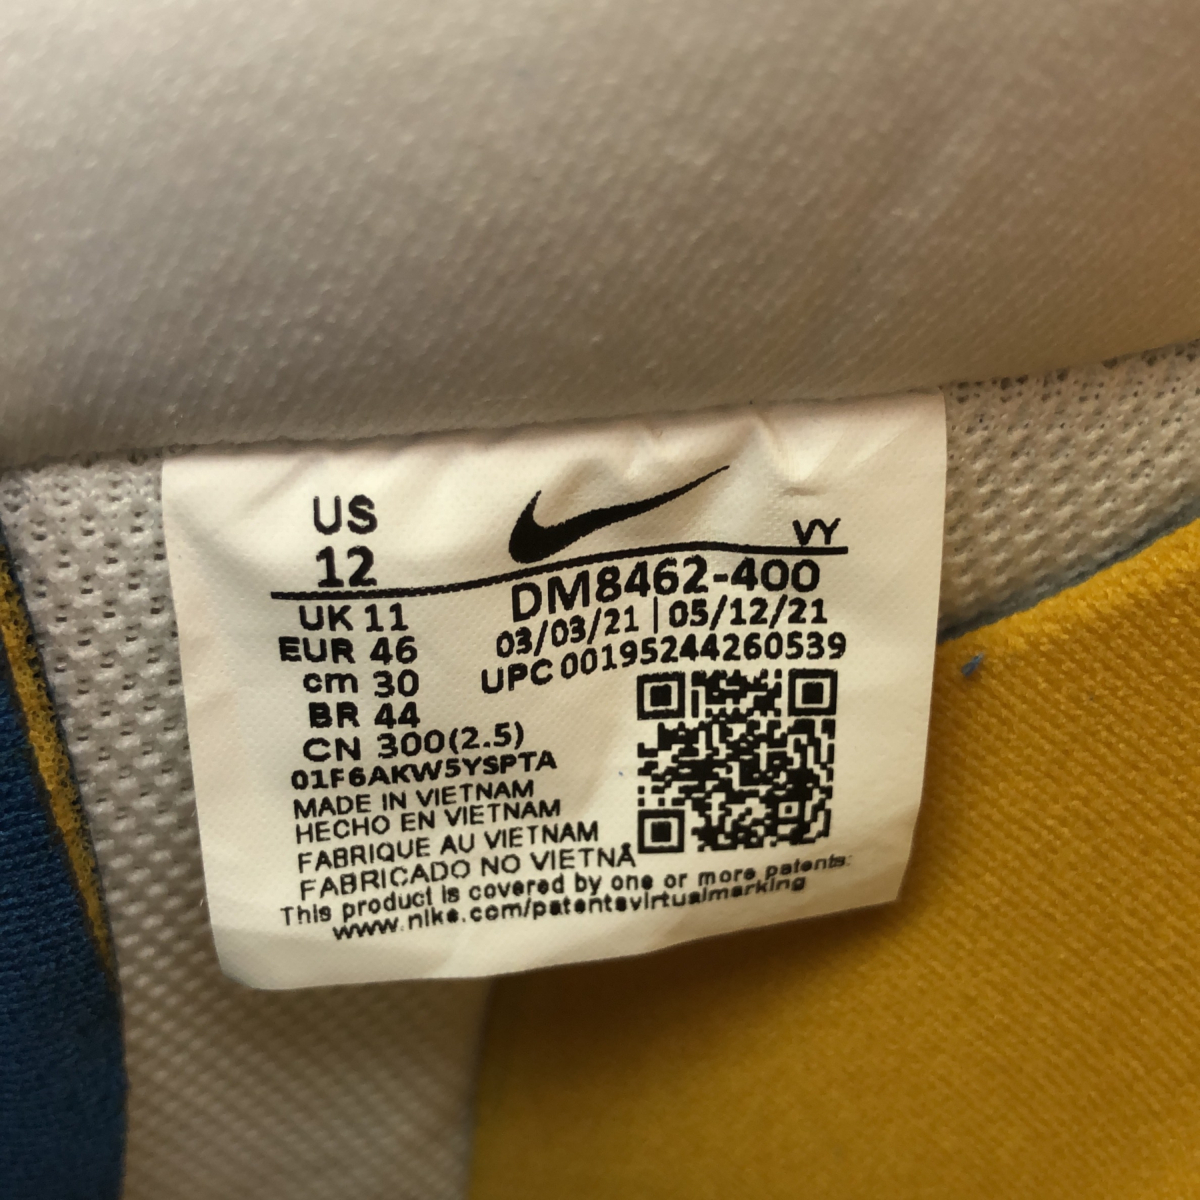 US
12
VY
DM8462-400
03/03/21 | 05/12/21
UPC 00195244260539
UK 11
EUR 46
cm 30
BR 44
CN 300(2.5)
01F6AKW5YSPTA
MADE IN VIETNAM
HECHO EN VIETNAM
FABRIQUE AU VIETNAM
FABRICADO NO VIETNÃ
This product is covered by one or more patents:
www.nike.com/patentsvirtualmarking